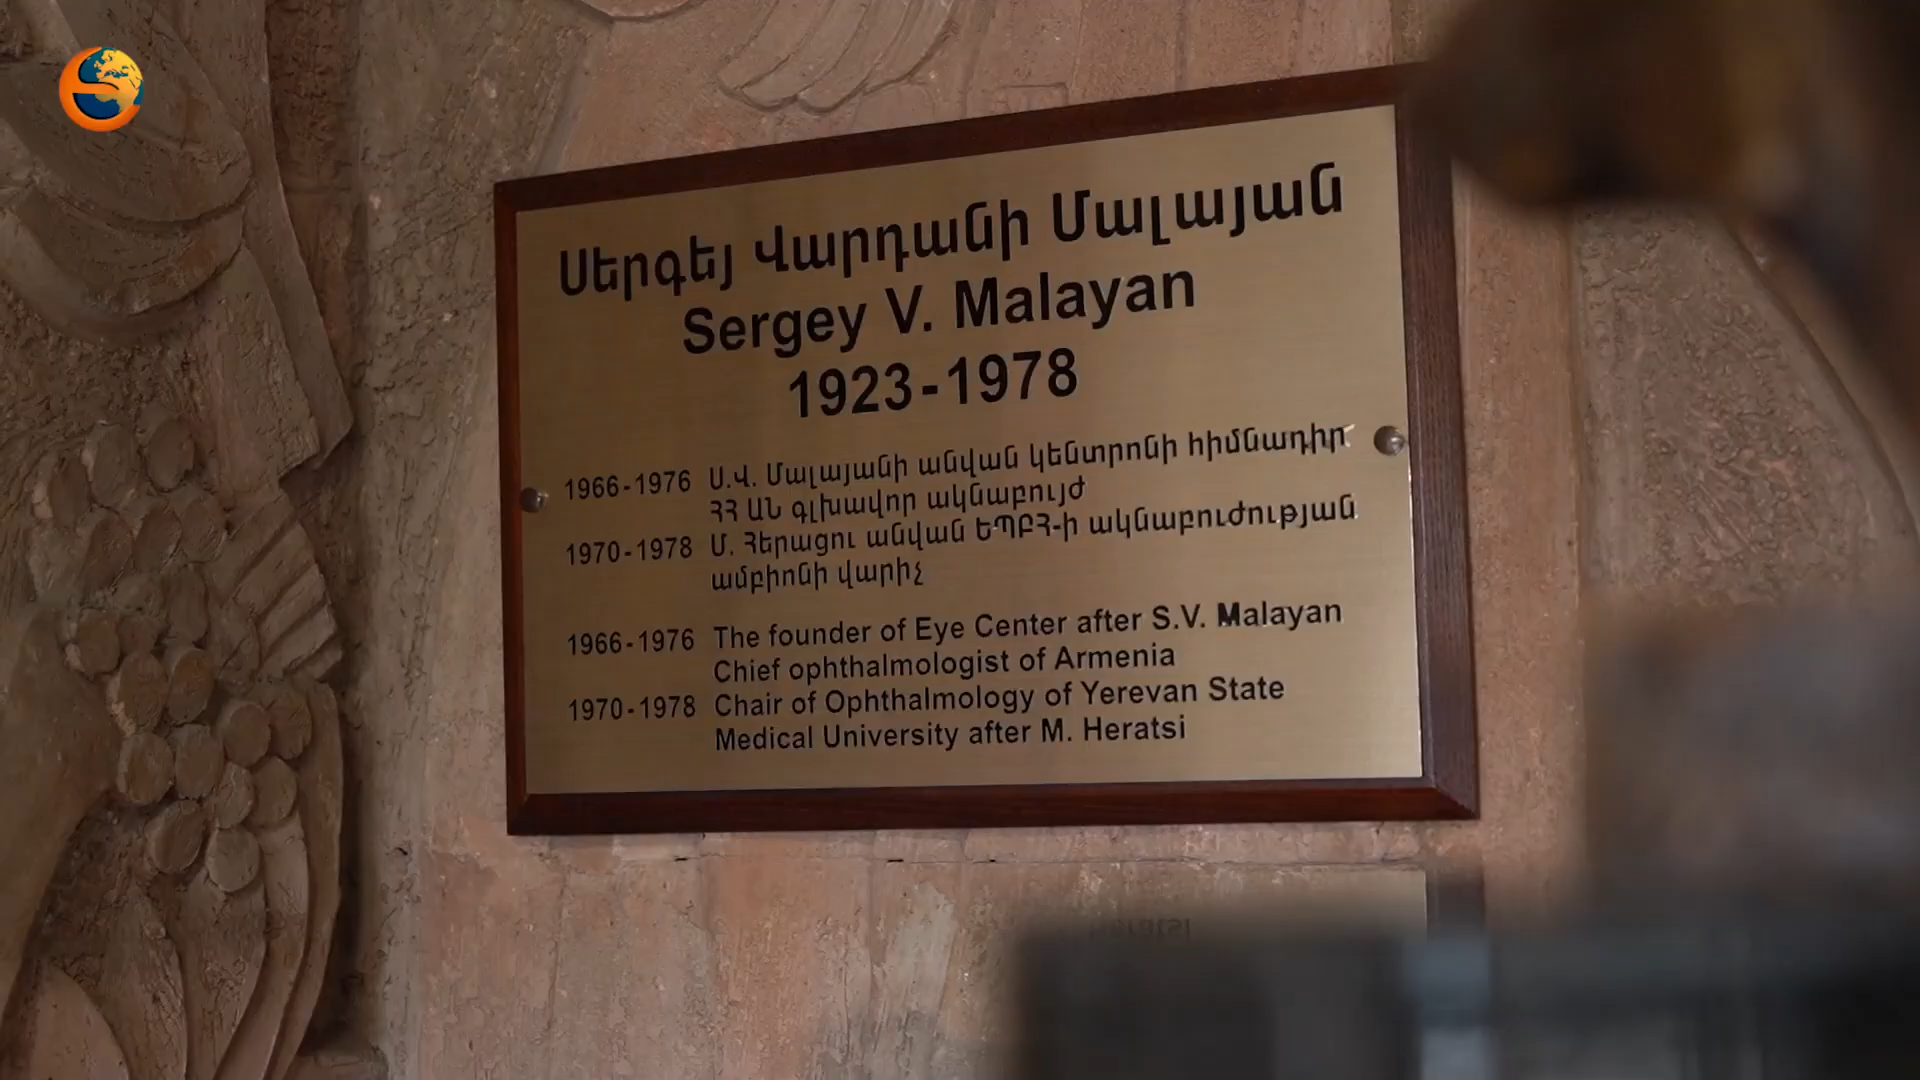 Սերգեյ Վարդանի Մալայան
Sergey V. Malayan
1923-1978
1966-1976 Ս.Վ. Մալայանի անվան կենտրոնի հիմնադիր
ՀՀ ԱՆ գլխավոր ակնաբույժ
1970-1978 Մ. Հերացու անվան ԵՊԲՀ-ի ակնաբուժության
ամբիոնի վարիչ
1966-1976 The founder of Eye Center after S.V. Malayan
Chief ophthalmologist of Armenia
1970-1978 Chair of Ophthalmology of Yerevan State
Medical University after M. Heratsi